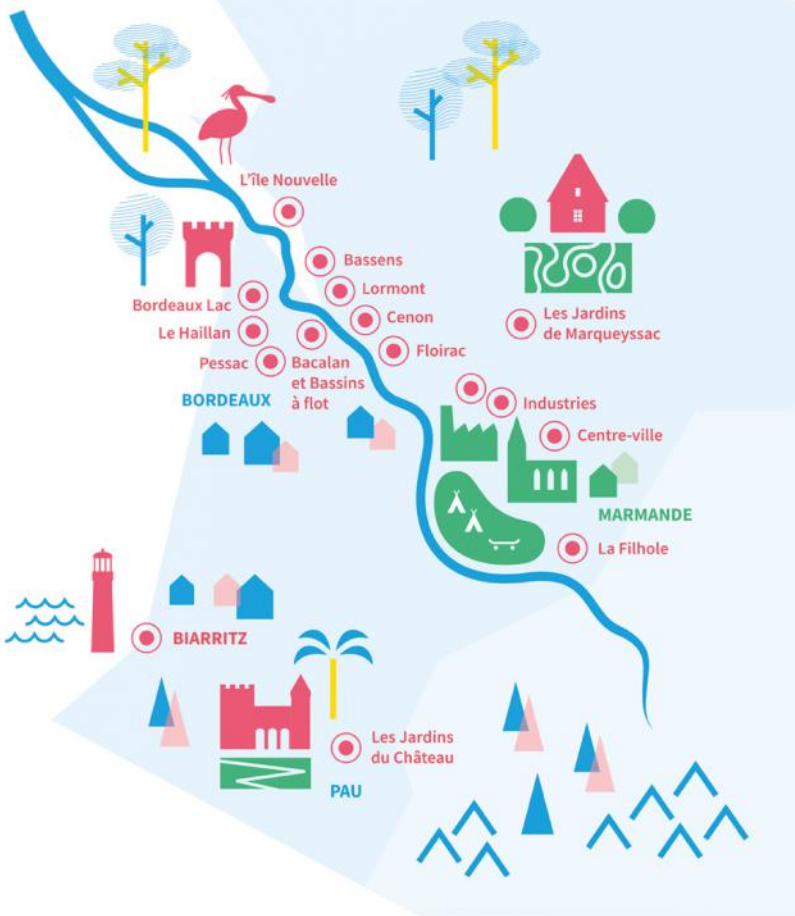 L'île Nouvelle
Bassens
Lormont
Bordeaux Lac
Cenon
Le Haillan
Les Jardins
de Marqueyssac
Floirac
Pessac
Bacalan
et Bassins
à flot
BORDEAUX
Industries
Centre-ville
MARMANDE
La Filhole
BIARRITZ
Les Jardins
du Château
PAU